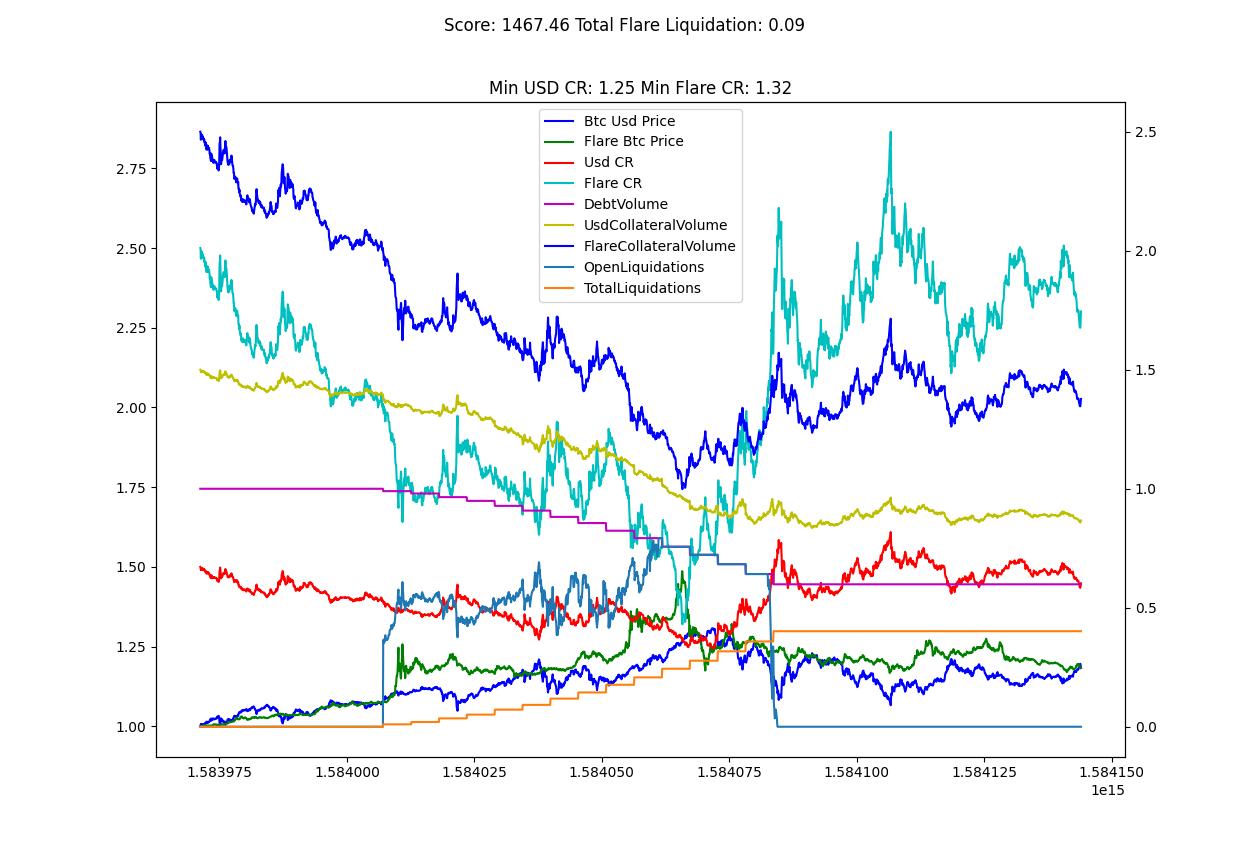 Score: 1467.46 Total Flare Liquidation: 0.09
Min USD CR: 1.25 Min Flare CR: 1.32
Btc Usd Price
Flare Btc Price
Usd CR
Flare CR
DebtVolume
UsdCollateralVolume
FlareCollateralVolume
OpenLiquidations
TotalLiquidations
2.75
2.50
2.25
2.00
1.75
1.50
1.25
1.00
2.5
2.0
1.5
1.0
0.5
0.0
1.583975 1.584000 1.584025 1.584050 1.584075 1.584100 1.584125 1.584150
1e15